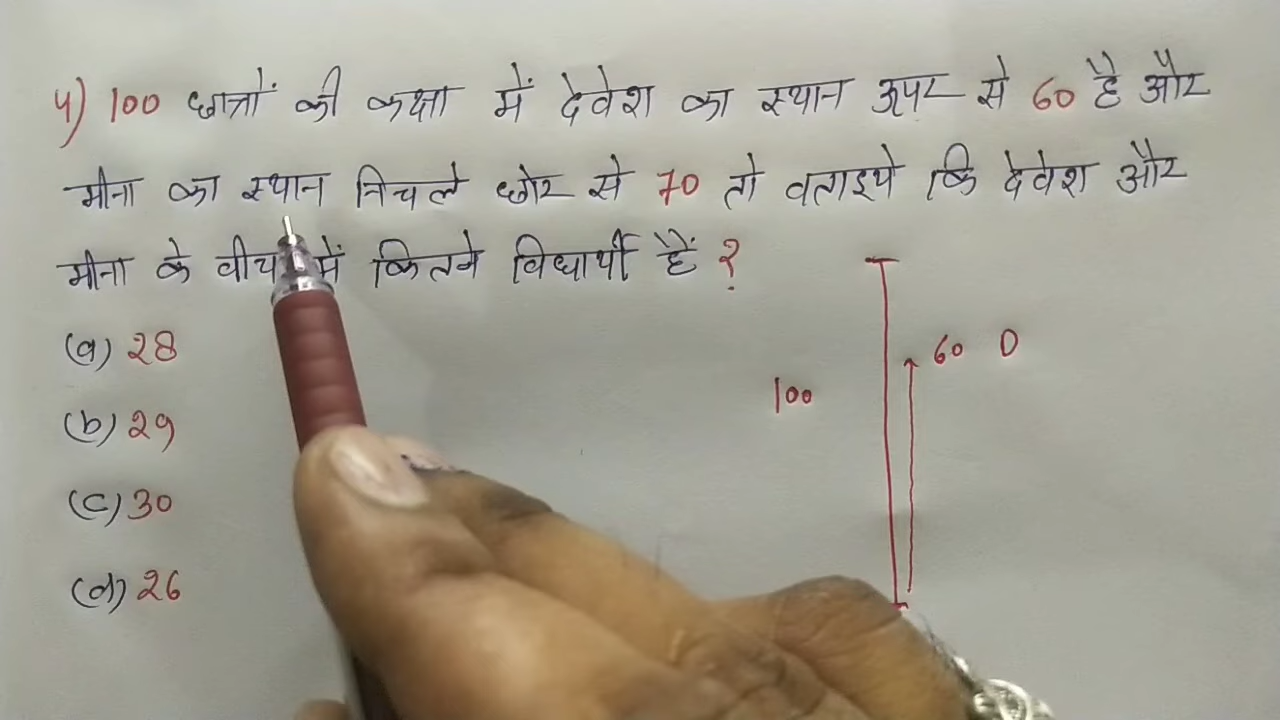 4) 100 छात्रों की कक्षा में देवेश का स्थान ऊपर से 60 है और
मीना का स्थान निचले छोर से 70 तो बताइये कि देवेश और
मीना के बीच में कितने विद्यार्थी हैं ?
(a) 28
(b) 29
(c) 30
(d) 26
60 D
100